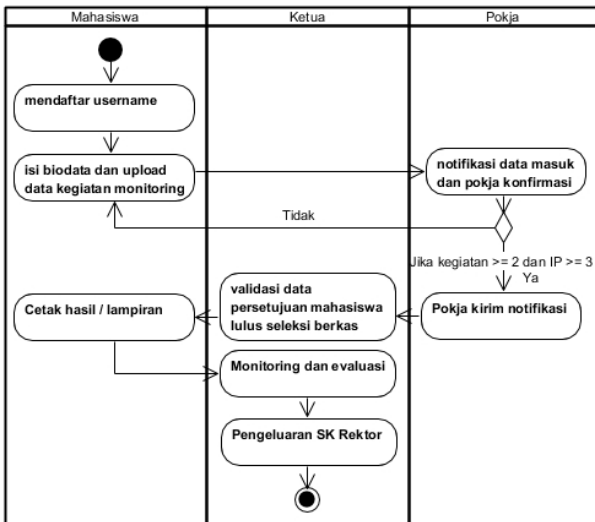 Mahasiswa
Ketua
Pokja
mendaftar username
isi biodata dan upload
data kegiatan monitoring
notifikasi data masuk
dan pokja konfirmasi
Tidak
Jika kegiatan >= 2 dan IP >= 3
Ya
Cetak hasil / lampiran
validasi data
persetujuan mahasiswa
lulus seleksi berkas
Pokja kirim notifikasi
Monitoring dan evaluasi
Pengeluaran SK Rektor